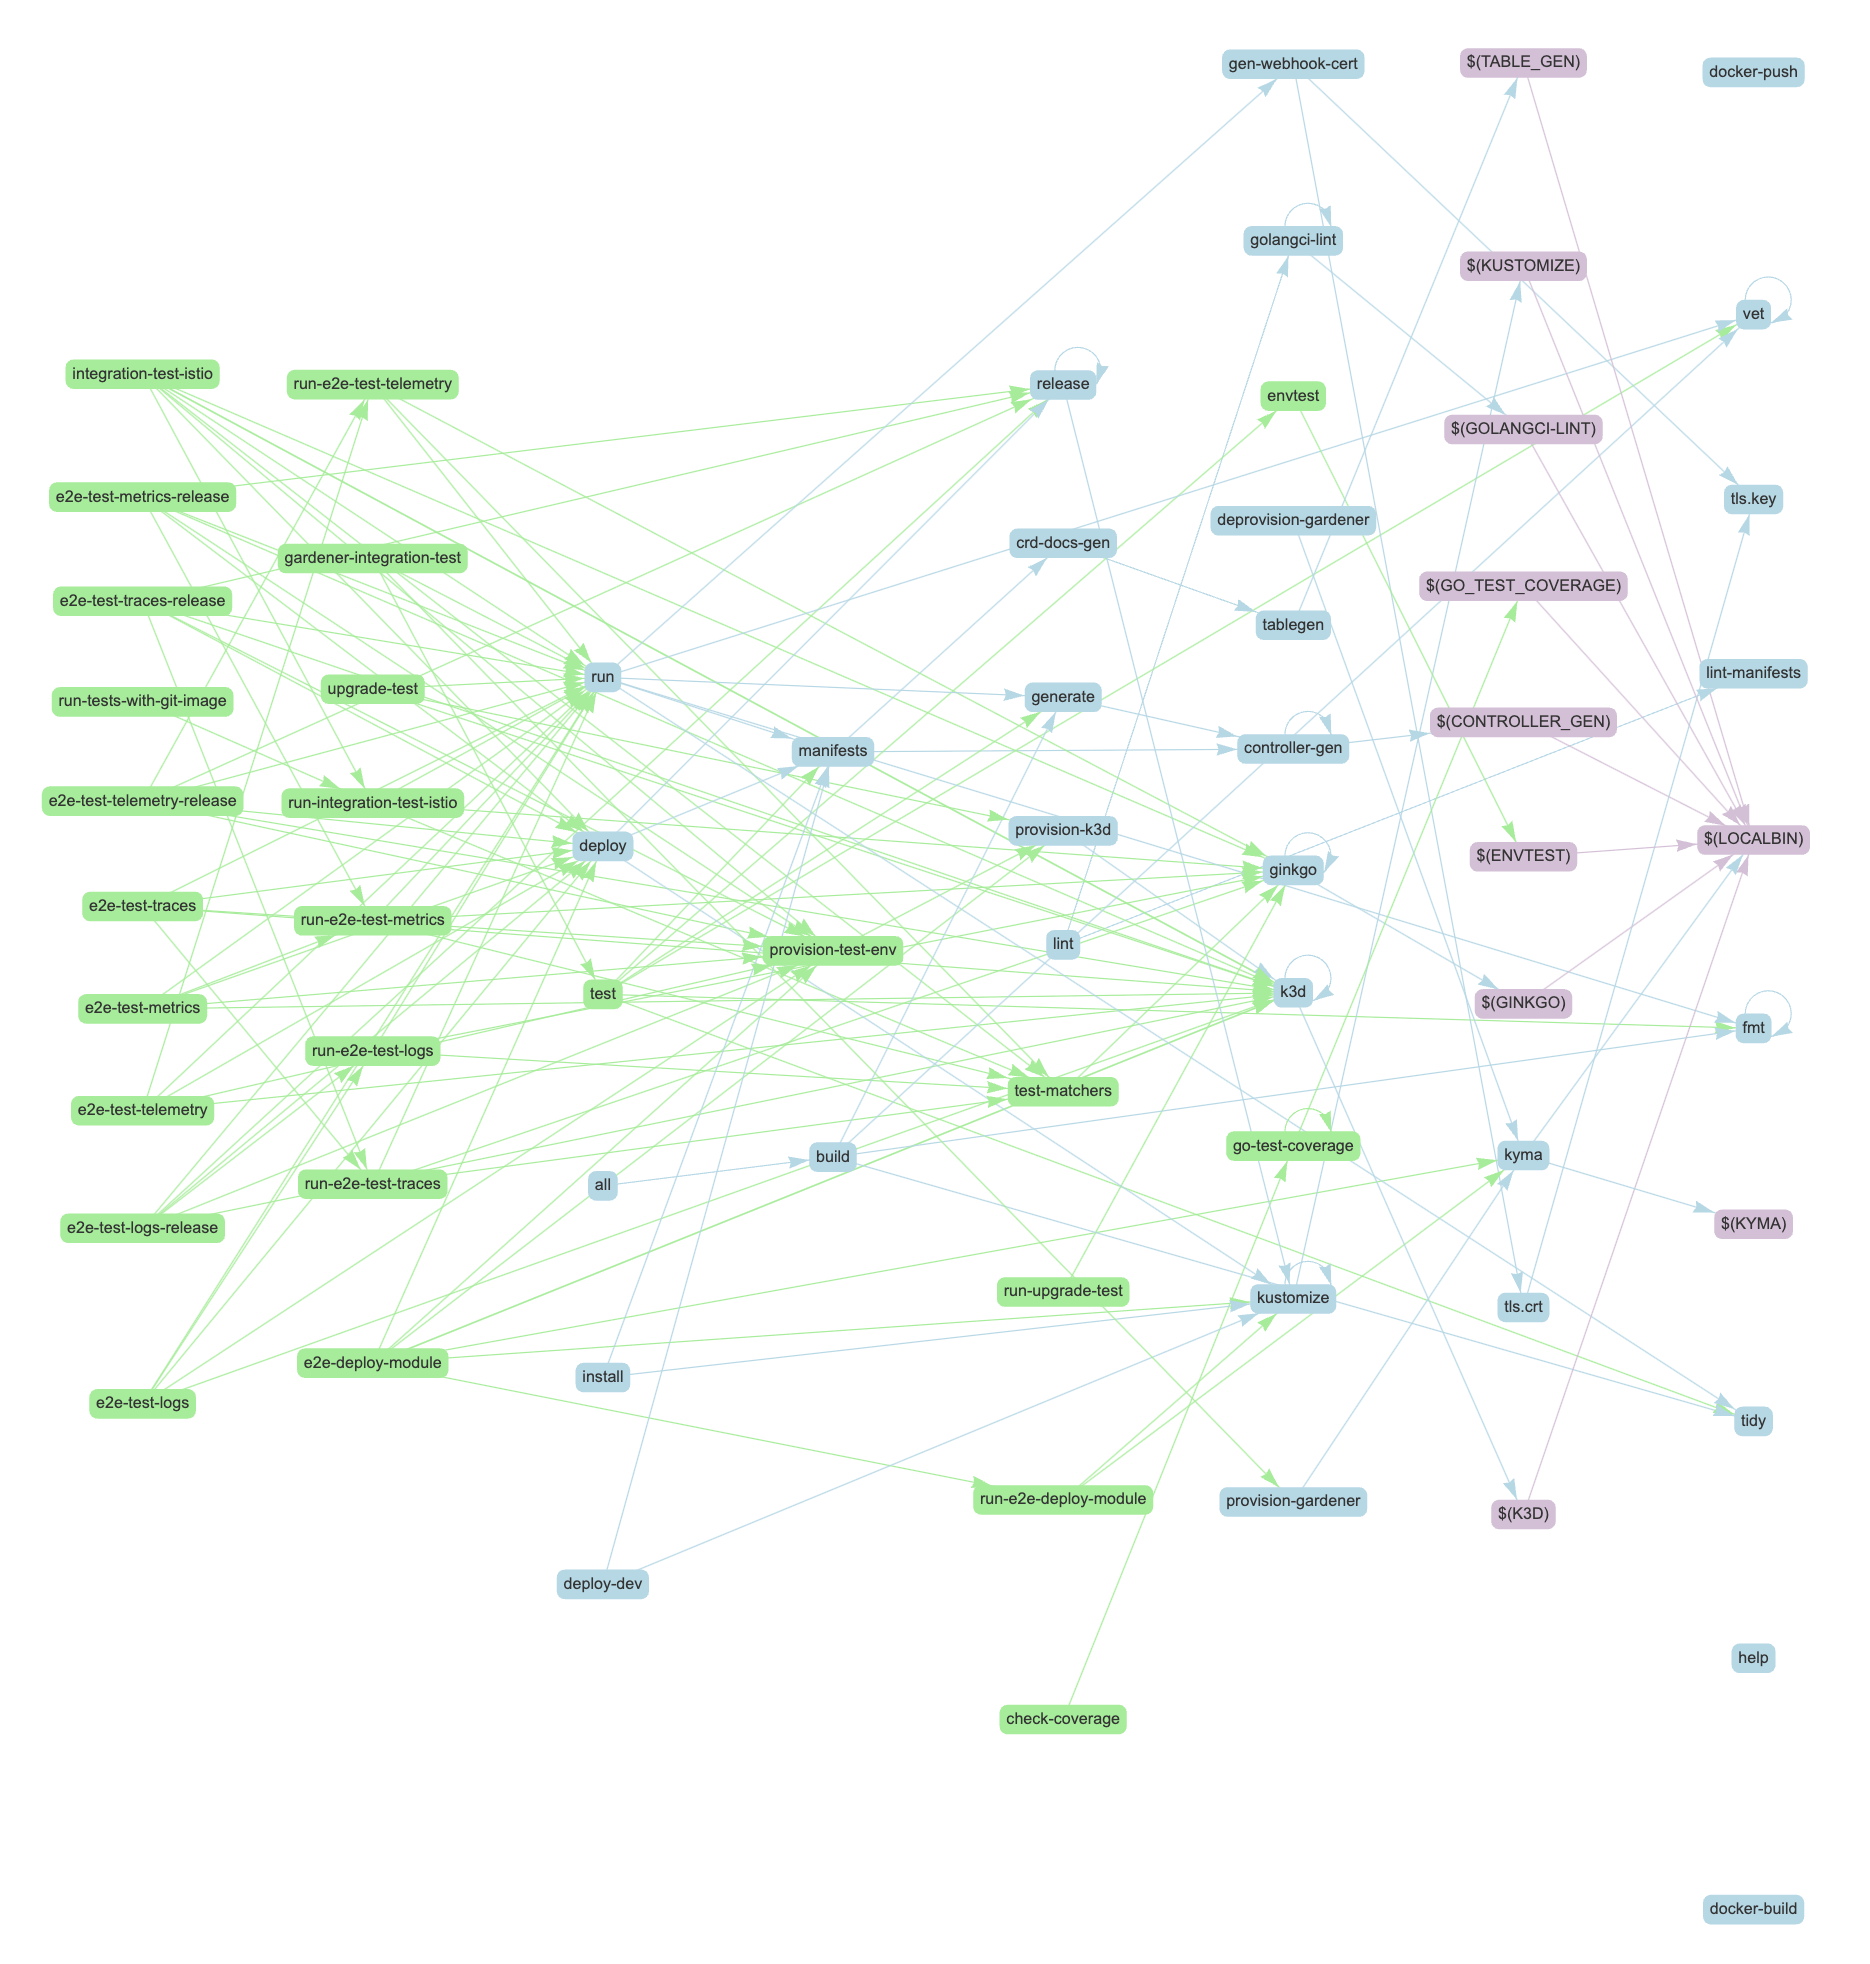 gen-webhook-cert
$(TABLE_GEN)
docker-push
golangci-lint
$(KUSTOMIZE)
vet
integration-test-istio
run-e2e-test-telemetry
release
envtest
$(GOLANGCI-LINT)
e2e-test-metrics-release
tls.key
deprovision-gardener
crd-docs-gen
gardener-integration-test
$(GO_TEST_COVERAGE)
e2e-test-traces-release
tablegen
run
lint-manifests
upgrade-test
run-tests-with-git-image
generate
$(CONTROLLER_GEN)
manifests
controller-gen
e2e-test-telemetry-release
run-integration-test-istio
provision-k3d
$(LOCALBIN)
deploy
$(ENVTEST)
ginkgo
e2e-test-traces
run-e2e-test-metrics
lint
provision-test-env
test
k3d
$(GINKGO)
e2e-test-metrics
fmt
run-e2e-test-logs
test-matchers
e2e-test-telemetry
go-test-coverage
kyma
build
run-e2e-test-traces
all
$(KYMA)
e2e-test-logs-release
run-upgrade-test
kustomize
tls.crt
e2e-deploy-module
install
e2e-test-logs
tidy
run-e2e-deploy-module
provision-gardener
$(K3D)
deploy-dev
help
check-coverage
docker-build